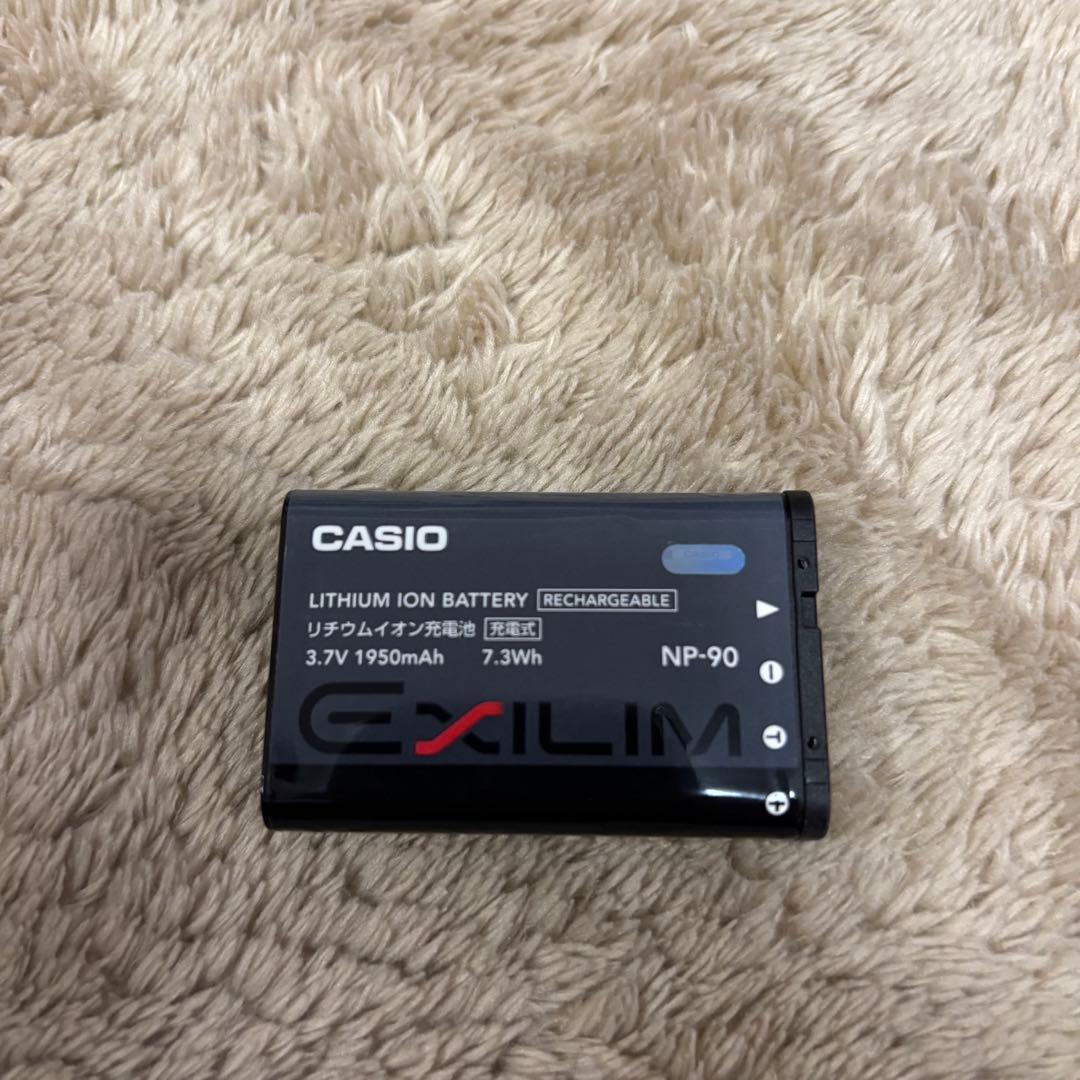 CASIO
LITHIUM ION BATTERY RECHARGEABLE
リチウムイオン充電池 充電式
3.7V 1950mAh 7.3Wh NP-90
EXILIM
T